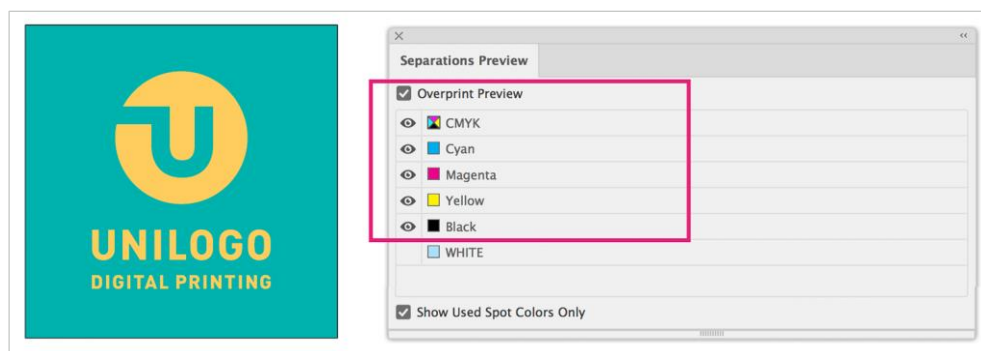 UNILOGO
DIGITAL PRINTING
Separations Preview
Overprint Preview
CMYK
Cyan
Magenta
Yellow
Black
WHITE
Show Used Spot Colors Only